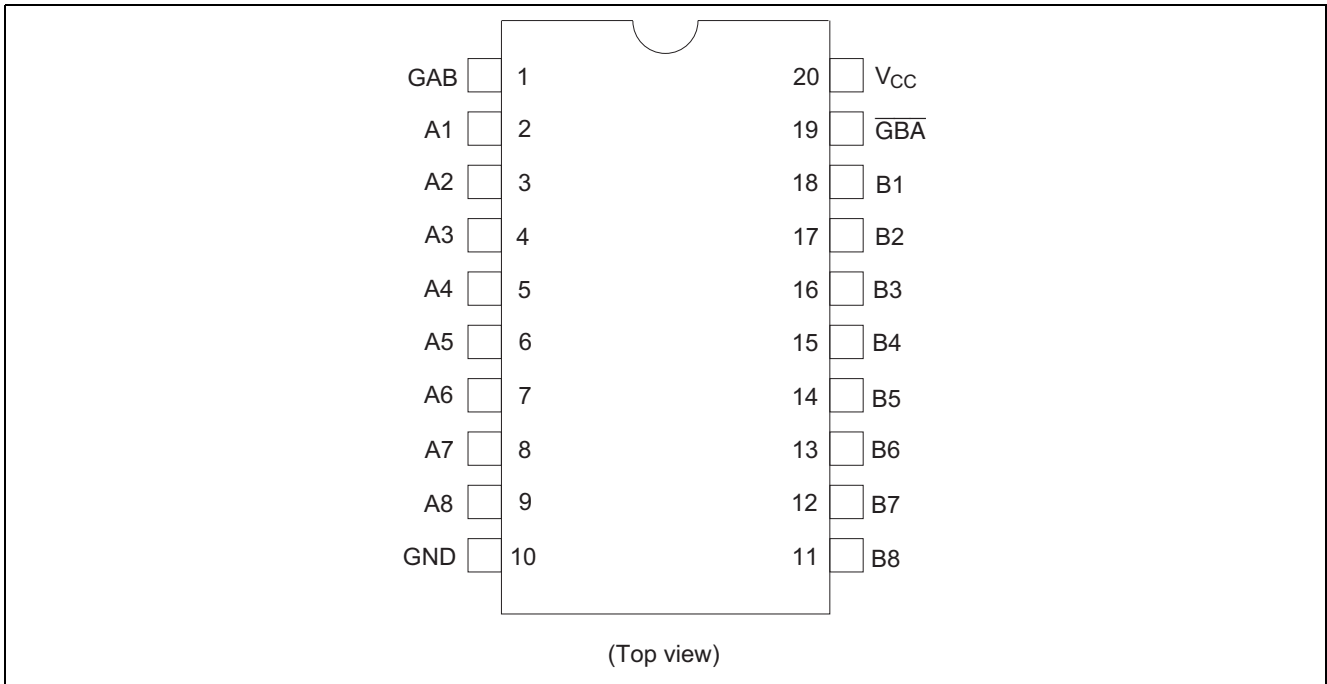 GAB 1 20 VCC
A1 2 19 G̅B̅A̅
A2 3 18 B1
A3 4 17 B2
A4 5 16 B3
A5 6 15 B4
A6 7 14 B5
A7 8 13 B6
A8 9 12 B7
GND 10 11 B8
(Top view)